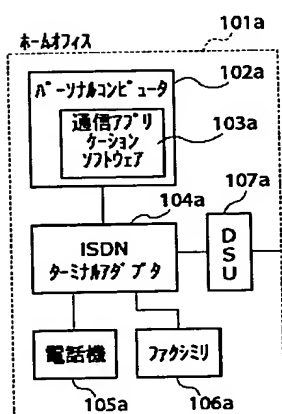 101a
ホームオフィス
102a
パーソナルコンピュータ
通信アプリ
ケーション
ソフトウェア
103a
104a
107a
ISDN
ターミナルアダプタ
D
S
U
電話機
ファクシミリ
105a
106a